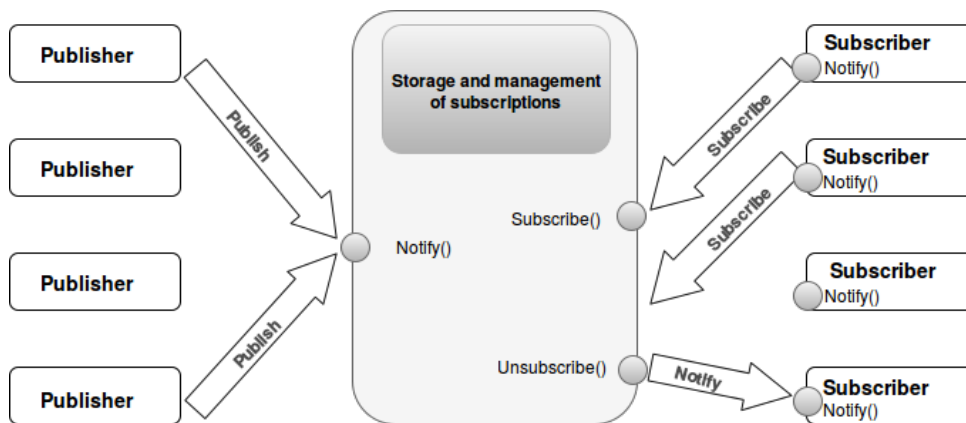 Publisher
Publisher
Publisher
Publisher
Publish
Publish
Storage and management
of subscriptions
Notify()
Subscribe()
Unsubscribe()
Subscribe
Subscribe
Notify
Subscriber
Notify()
Subscriber
Notify()
Subscriber
Notify()
Subscriber
Notify()